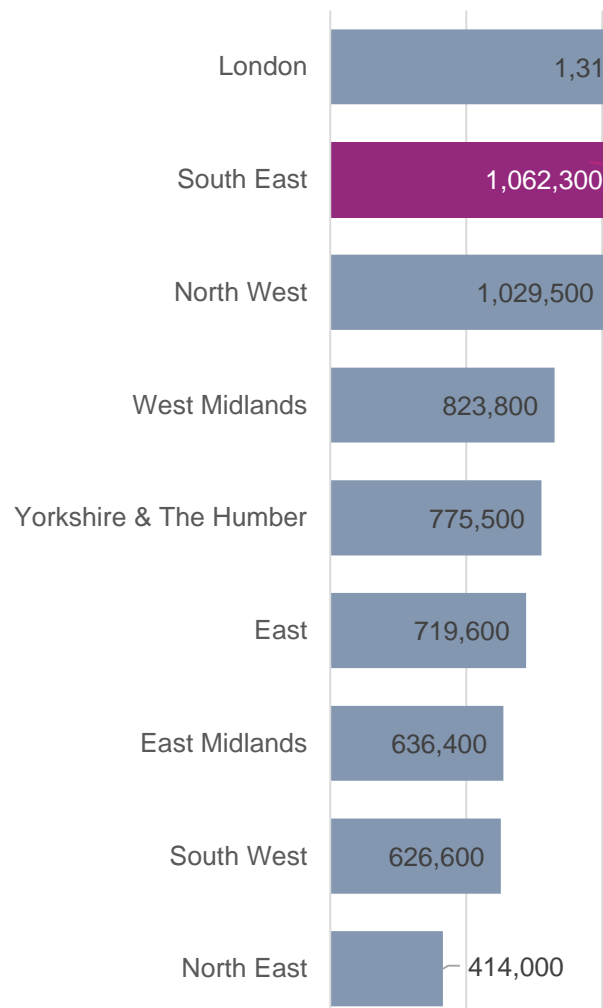 London 1,31
South East 1,062,300
North West 1,029,500
West Midlands 823,800
Yorkshire & The Humber 775,500
East 719,600
East Midlands 636,400
South West 626,600
North East 414,000